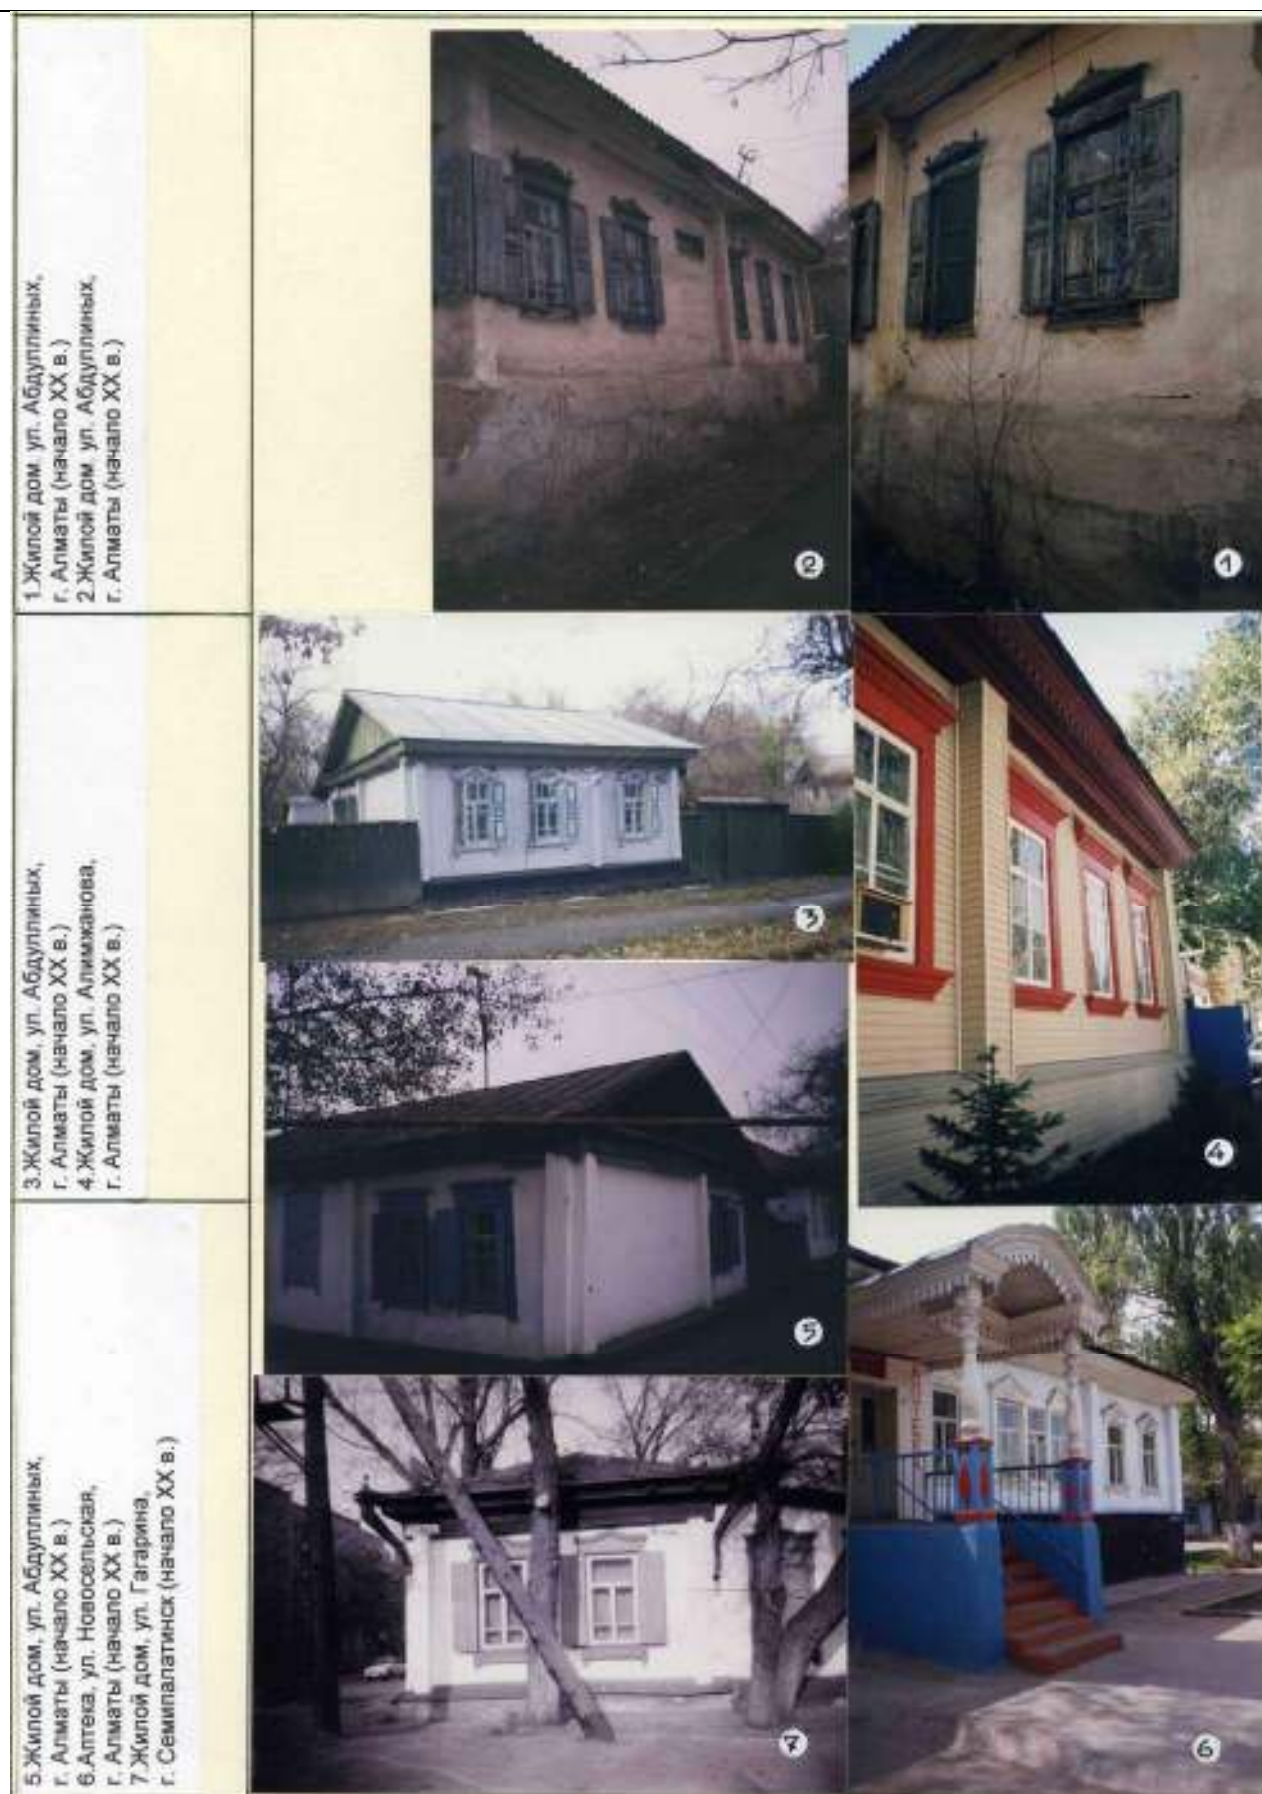 1.Жилой дом. ул. Абдуллиных,
г. Алматы (начало XX в.)
2.Жилой дом. ул. Абдуллиных,
г. Алматы (начало XX в.)
3.Жилой дом, ул. Абдуллиных,
г. Алматы (начало XX в.)
4.Жилой дом, ул. Алимжанова,
г. Алматы (начало XX в.)
5.Жилой дом, ул. Абдуллиных,
г. Алматы (начало XX в.)
6.Аптека, ул. Новосельская,
г. Алматы (начало XX в.)
7.Жилой дом, ул. Гагарина,
г. Семипалатинск (начало XX в.)
2
1
3
4
5
7
6